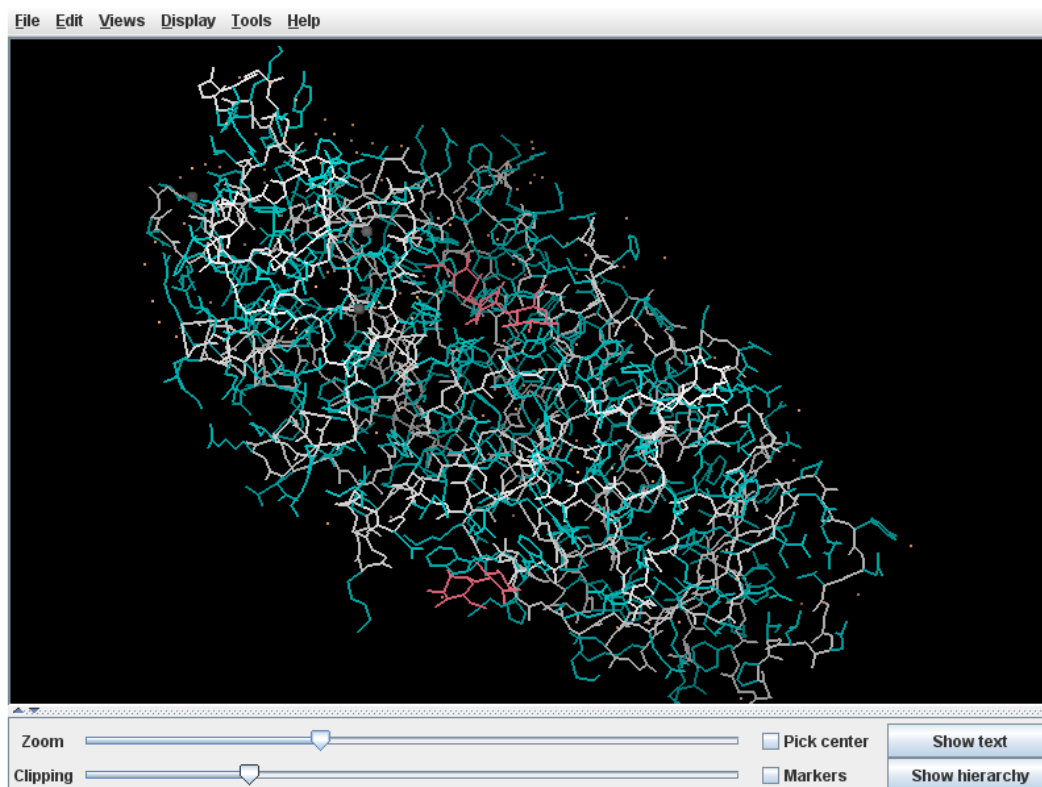 File Edit Views Display Tools Help
Zoom Pick center Show text
Clipping Markers Show hierarchy